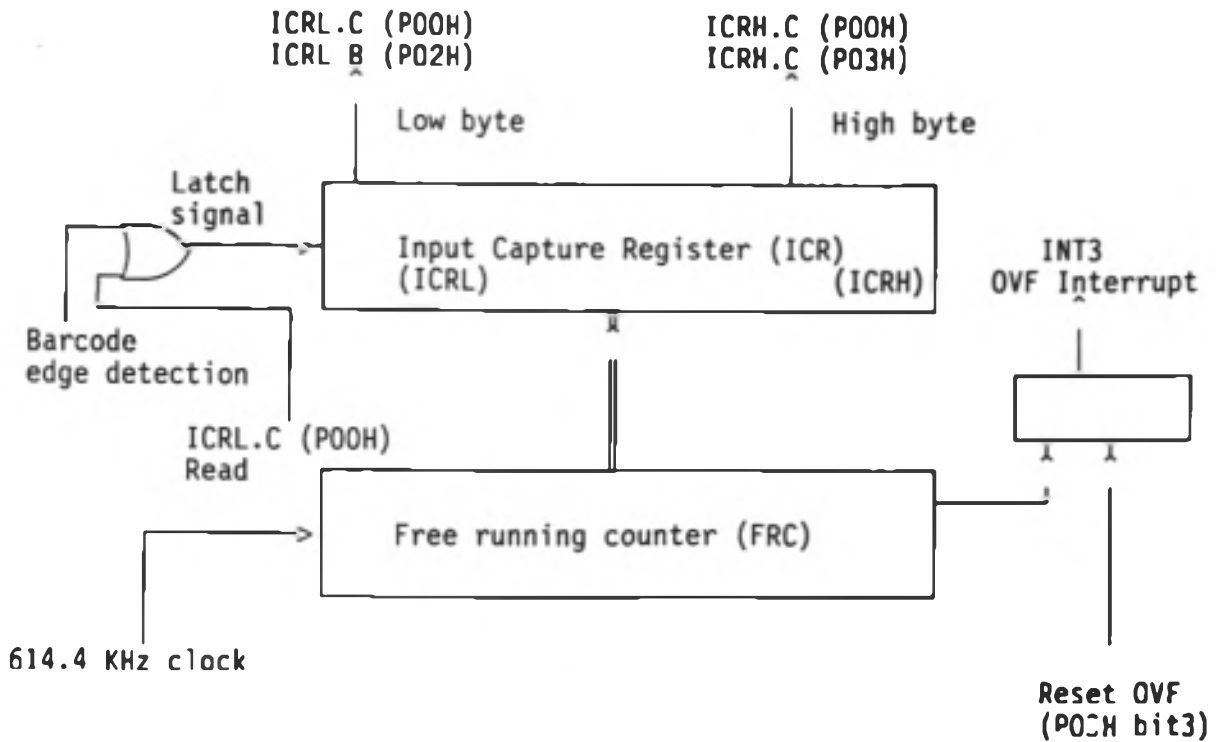 ICRL.C (P00H)
ICRL B (P02H)
ICRH.C (P00H)
ICRH.C (P03H)
Low byte
High byte
Latch
signal
Input Capture Register (ICR)
(ICRL) (ICRH)
INT3
OVF Interrupt
Barcode
edge detection
ICRL.C (P00H)
Read
Free running counter (FRC)
614.4 KHz clock
Reset OVF
bit3)